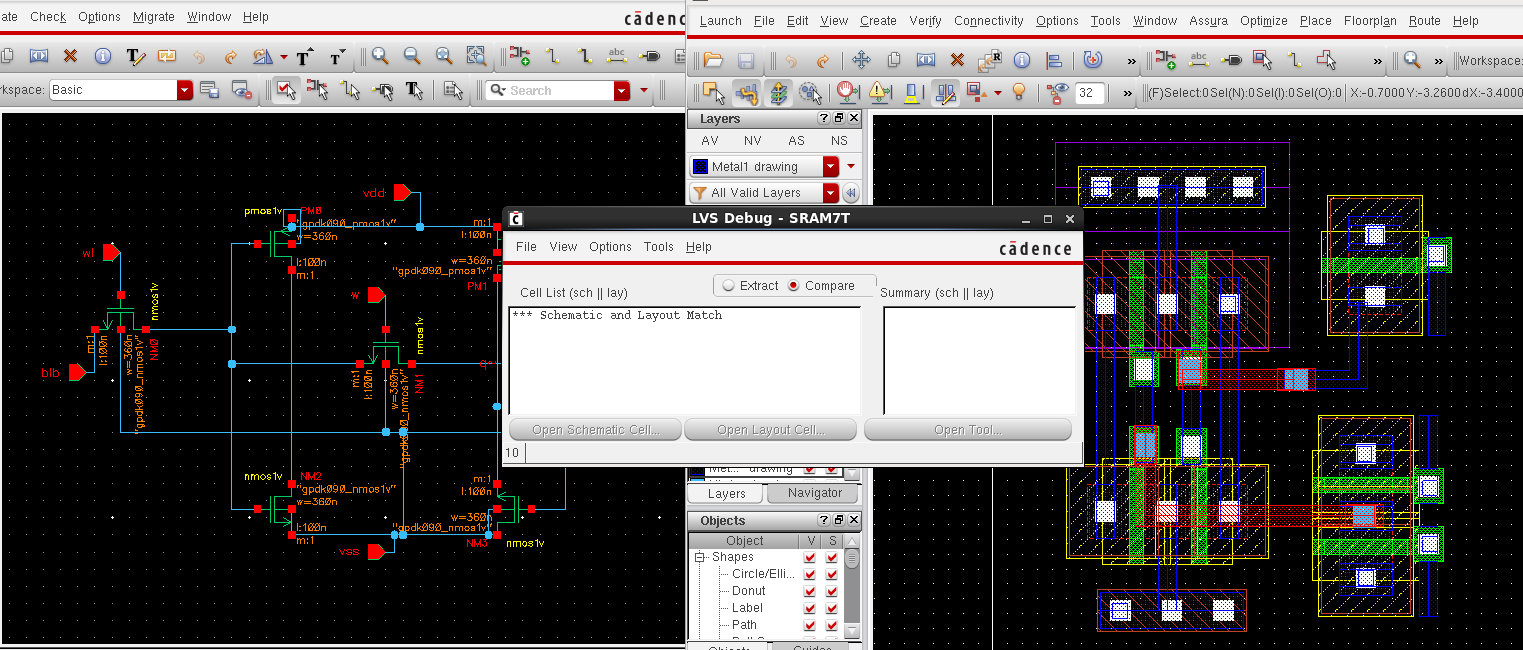 ate Check Options Migrate Window Help
cādenc
Launch File Edit View Create Verify Connectivity Options Tools Window Assura Optimize Place Floorplan Route Help
kspace: Basic
Search
Workspace:
32
(F)Select:0 Sel(N):0 Sel(I):0 Sel(O):0 X:-0.7000 Y:-3.2600 dX:-3.4000
Layers
AV NV AS NS
Metal1 drawing
All Valid Layers
LVS Debug - SRAM7T
File View Options Tools Help
cādence
Extract Compare
Cell List (sch || lay)
Summary (sch || lay)
*** Schematic and Layout Match
Open Schematic Cell...
Open Layout Cell...
Open Tool...
10
Met... drawing
Layers Navigator
Objects
Object V S
Shapes
Circle/Elli...
Donut
Label
Path
Objects Guides
vdd
pmos1v
PM0
"gpdk090_pmos1v"
w=360n
l:100n
m:1
m:1
l:100n
w=360n
"gpdk090_pmos1v"
PM1
wl
nmos1v
m:1
l:100n
w=360n
"gpdk090_nmos1v"
NM0
blb
w
nmos1v
m:1
l:100n
w=360n
"gpdk090_nmos1v"
NM1
q
nmos1v
NM2
"gpdk090_nmos1v"
w=360n
l:100n
m:1
m:1
l:100n
w=360n
"gpdk090_nmos1v"
NM3
nmos1v
vss